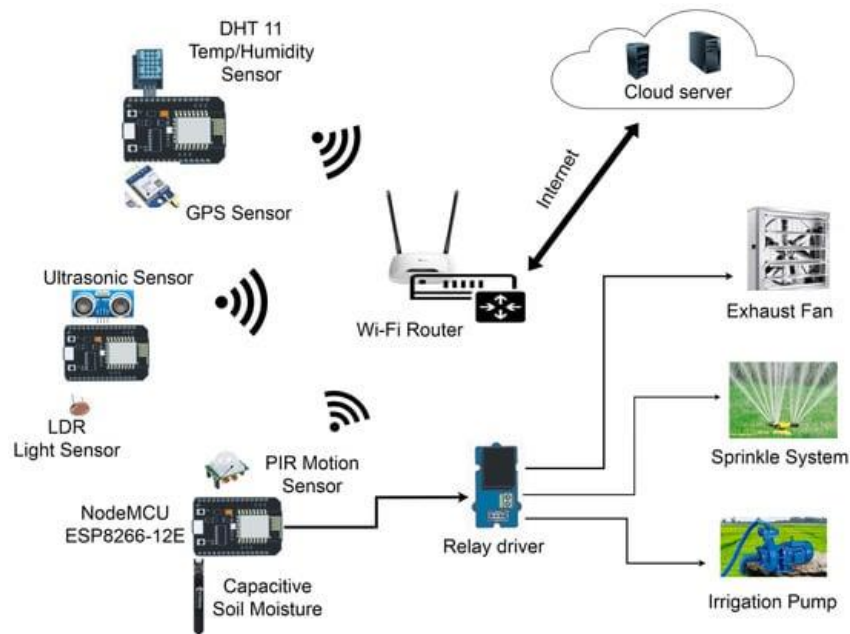 DHT 11
Temp/Humidity
Sensor
Cloud server
GPS Sensor
Internet
Ultrasonic Sensor
Wi-Fi Router
Exhaust Fan
LDR
Light Sensor
PIR Motion
Sensor
Sprinkle System
NodeMCU
ESP8266-12E
Relay driver
Capacitive
Soil Moisture
Irrigation Pump